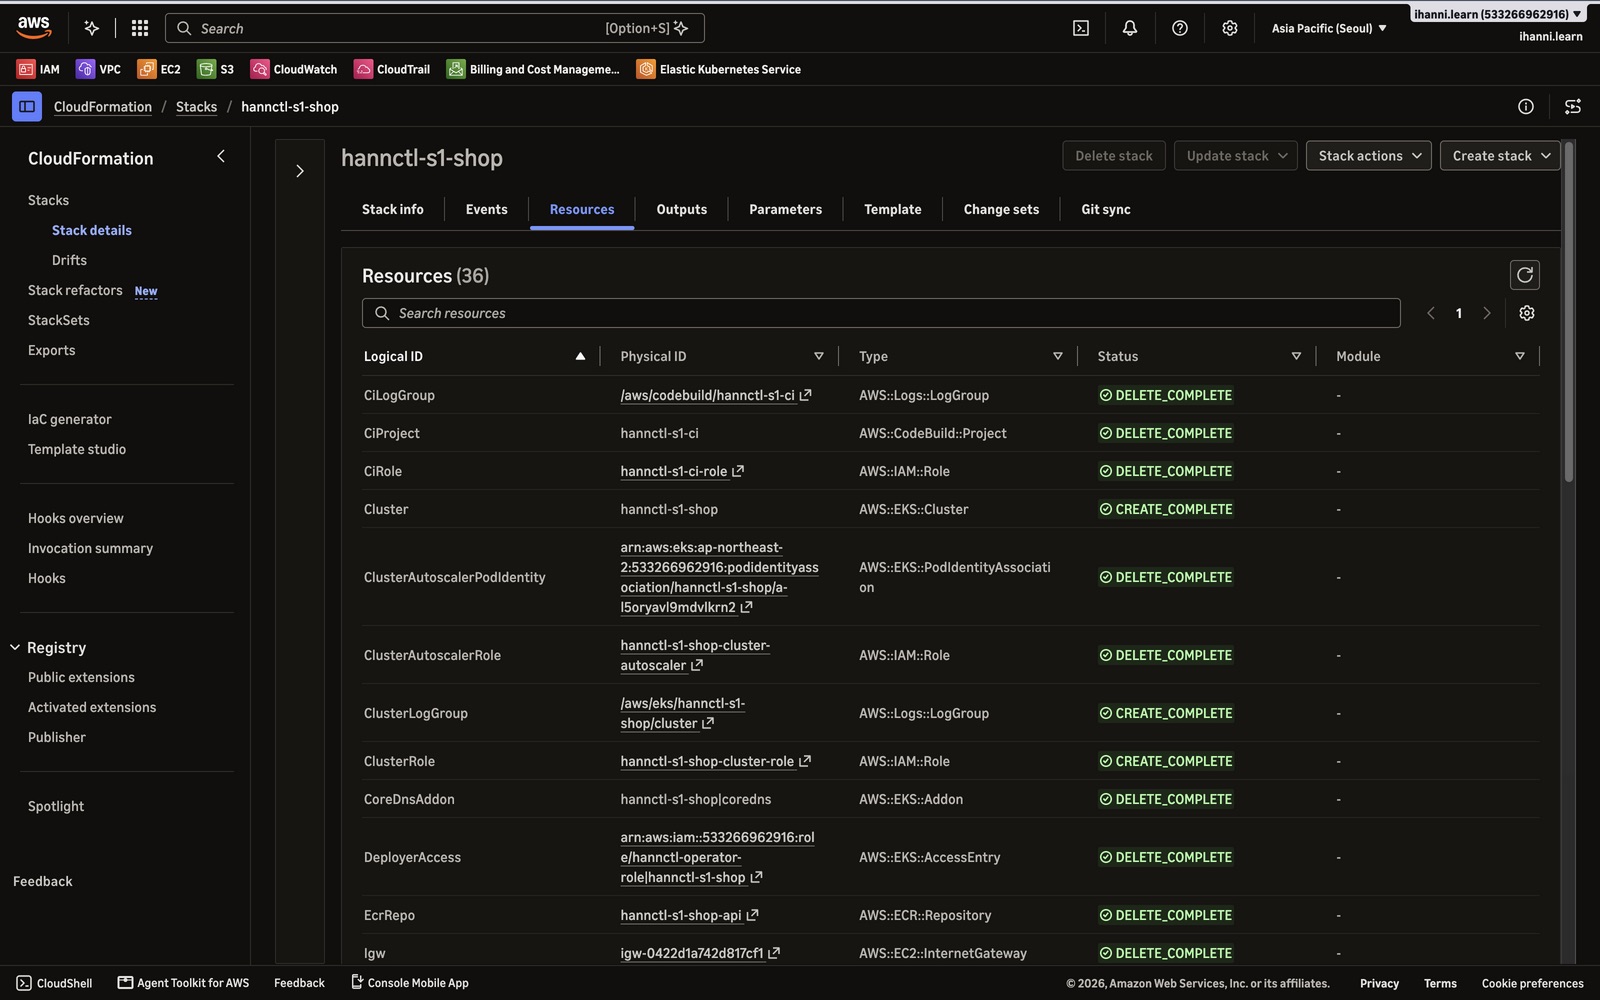 aws
Search
[Option+S]
Asia Pacific (Seoul)
ihanni.learn (533266962916)
ihanni.learn
IAM
VPC
EC2
S3
CloudWatch
CloudTrail
Billing and Cost Manageme...
Elastic Kubernetes Service
CloudFormation / Stacks / hannctl-s1-shop
CloudFormation
Stacks
Stack details
Drifts
Stack refactors New
StackSets
Exports
IaC generator
Template studio
Hooks overview
Invocation summary
Hooks
Registry
Public extensions
Activated extensions
Publisher
Spotlight
Feedback
hannctl-s1-shop
Delete stack
Update stack
Stack actions
Create stack
Stack info
Events
Resources
Outputs
Parameters
Template
Change sets
Git sync
Resources (36)
Search resources
1
Logical ID Physical ID Type Status Module
CiLogGroup /aws/codebuild/hannctl-s1-ci AWS::Logs::LogGroup DELETE_COMPLETE -
CiProject hannctl-s1-ci AWS::CodeBuild::Project DELETE_COMPLETE -
CiRole hannctl-s1-ci-role AWS::IAM::Role DELETE_COMPLETE -
Cluster hannctl-s1-shop AWS::EKS::Cluster CREATE_COMPLETE -
ClusterAutoscalerPodIdentity
arn:aws:eks:ap-northeast-
2:533266962916:podidentityass
ociation/hannctl-s1-shop/a-
l5oryavl9mdvlkrn2
AWS::EKS::PodIdentityAssociati
on
DELETE_COMPLETE -
ClusterAutoscalerRole
hannctl-s1-shop-cluster-
autoscaler
AWS::IAM::Role DELETE_COMPLETE -
ClusterLogGroup
/aws/eks/hannctl-s1-
shop/cluster
AWS::Logs::LogGroup CREATE_COMPLETE -
ClusterRole hannctl-s1-shop-cluster-role AWS::IAM::Role CREATE_COMPLETE -
CoreDnsAddon hannctl-s1-shop|coredns AWS::EKS::Addon DELETE_COMPLETE -
DeployerAccess
arn:aws:iam::533266962916:rol
e/hannctl-operator-
role|hannctl-s1-shop
AWS::EKS::AccessEntry DELETE_COMPLETE -
EcrRepo hannctl-s1-shop-api AWS::ECR::Repository DELETE_COMPLETE -
Igw igw-0422d1a742d817cf1 AWS::EC2::InternetGateway DELETE_COMPLETE -
CloudShell
Agent Toolkit for AWS
Feedback
Console Mobile App
© 2026, Amazon Web Services, Inc. or its affiliates.
Privacy
Terms
Cookie preferences